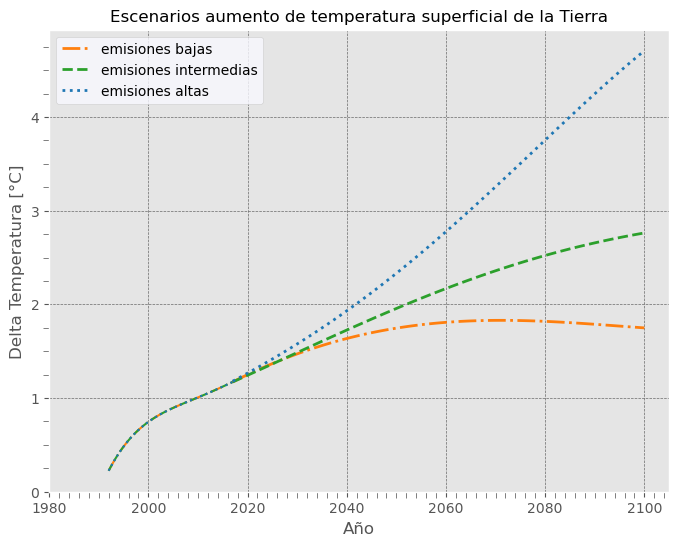 Escenarios aumento de temperatura superficial de la Tierra
emisiones bajas
emisiones intermedias
emisiones altas
4
3
2
1
0
Delta Temperatura [°C]
1980 2000 2020 2040 2060 2080 2100
Año